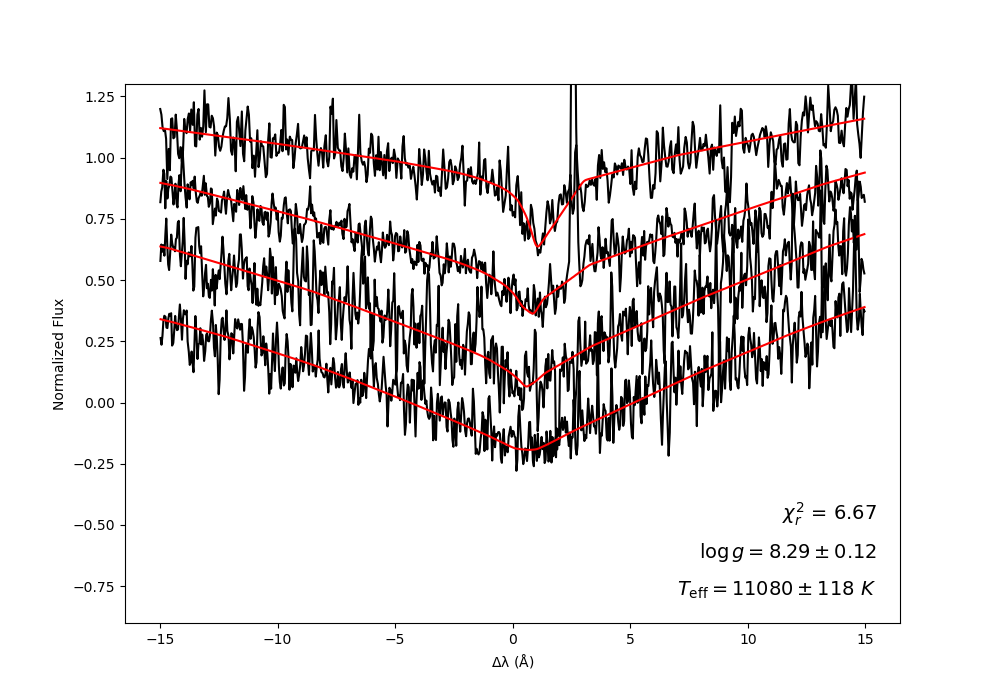 1.25
1.00
0.75
0.50
0.25
0.00
−0.25
−0.50
−0.75
Normalized Flux
χ²ᵣ = 6.67
log g = 8.29 ± 0.12
T_eff = 11080 ± 118 K
−15 −10 −5 0 5 10 15
Δλ (Å)